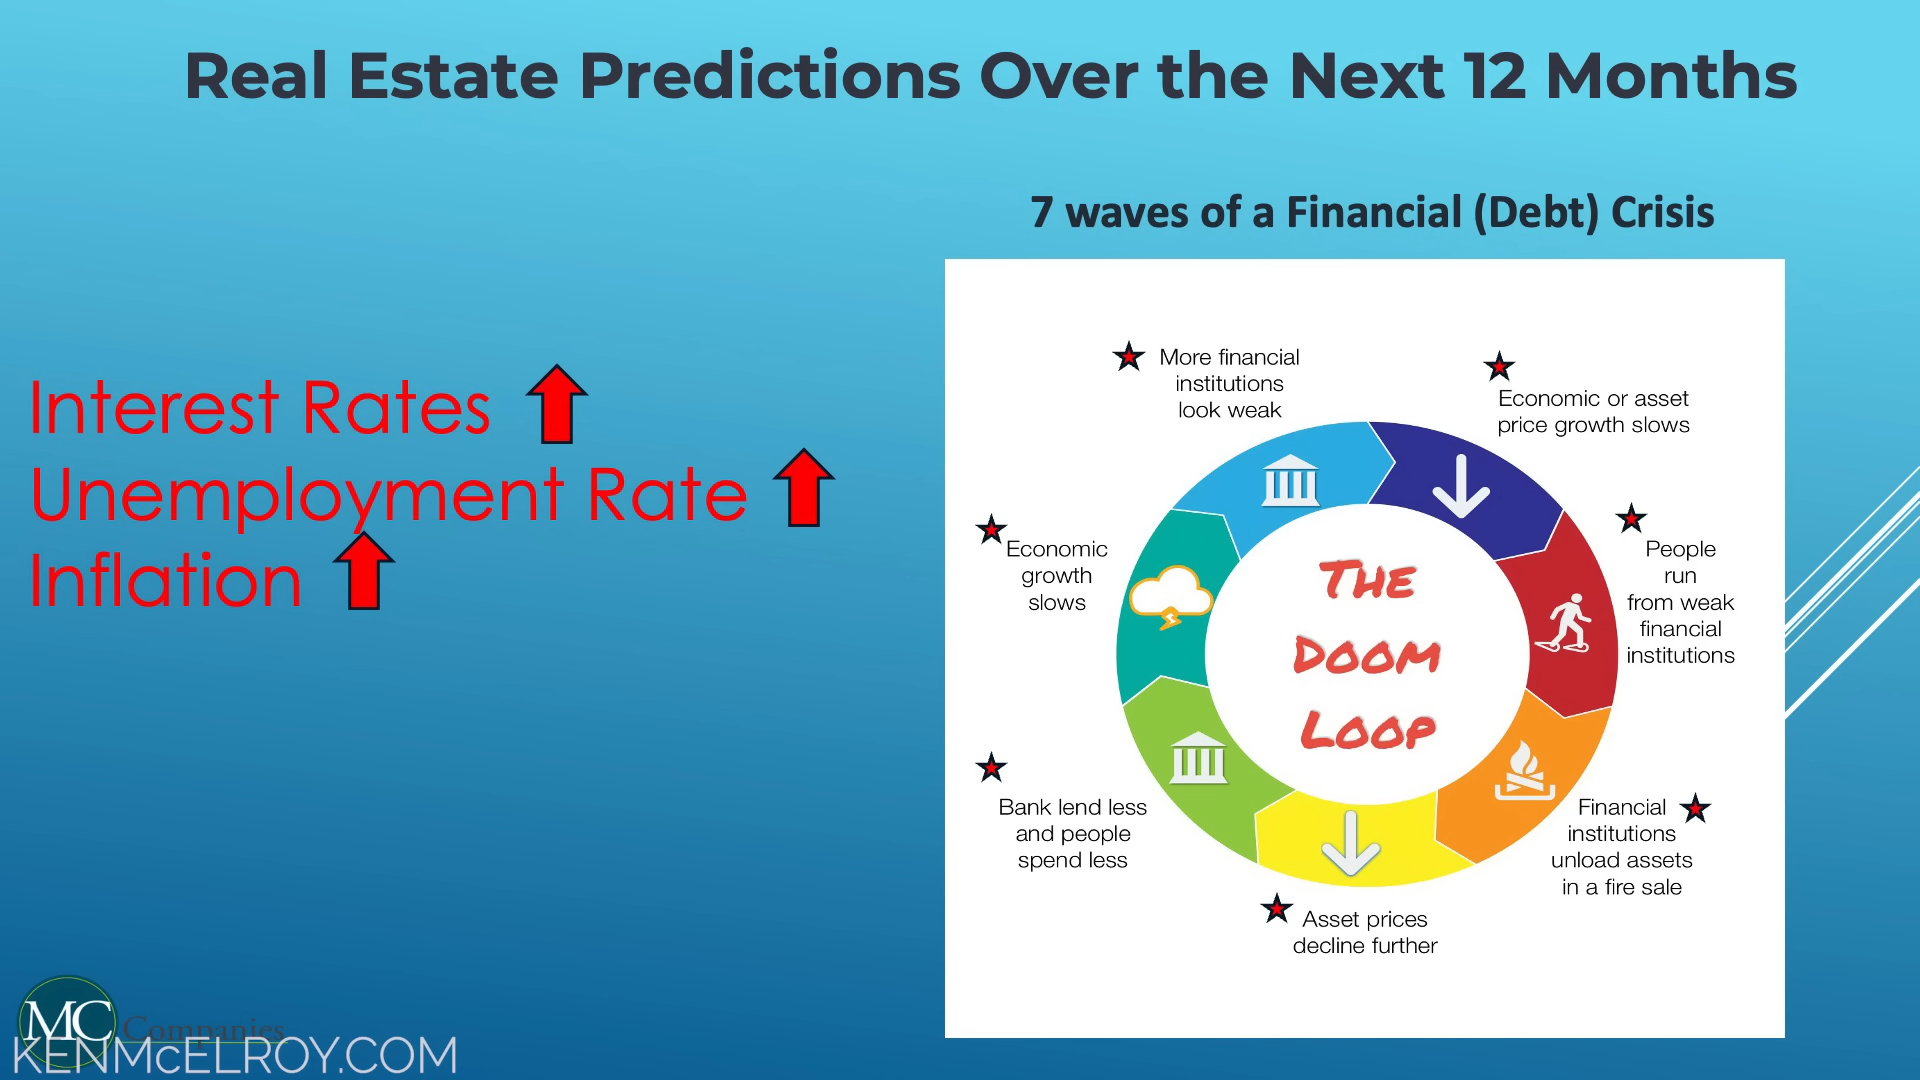 Real Estate Predictions Over the Next 12 Months
7 waves of a Financial (Debt) Crisis
Interest Rates
Unemployment Rate
Inflation
More financial
institutions
look weak
Economic or asset
price growth slows
People
run
from weak
financial
institutions
Financial
institutions
unload assets
in a fire sale
Asset prices
decline further
Bank lend less
and people
spend less
Economic
growth
slows
THE
DOOM
LOOP
MC Companies
KENMcELROY.COM